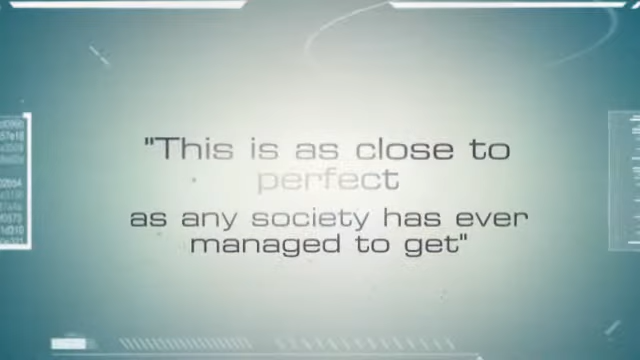 "This is as close to
perfect
as any society has ever
managed to get"